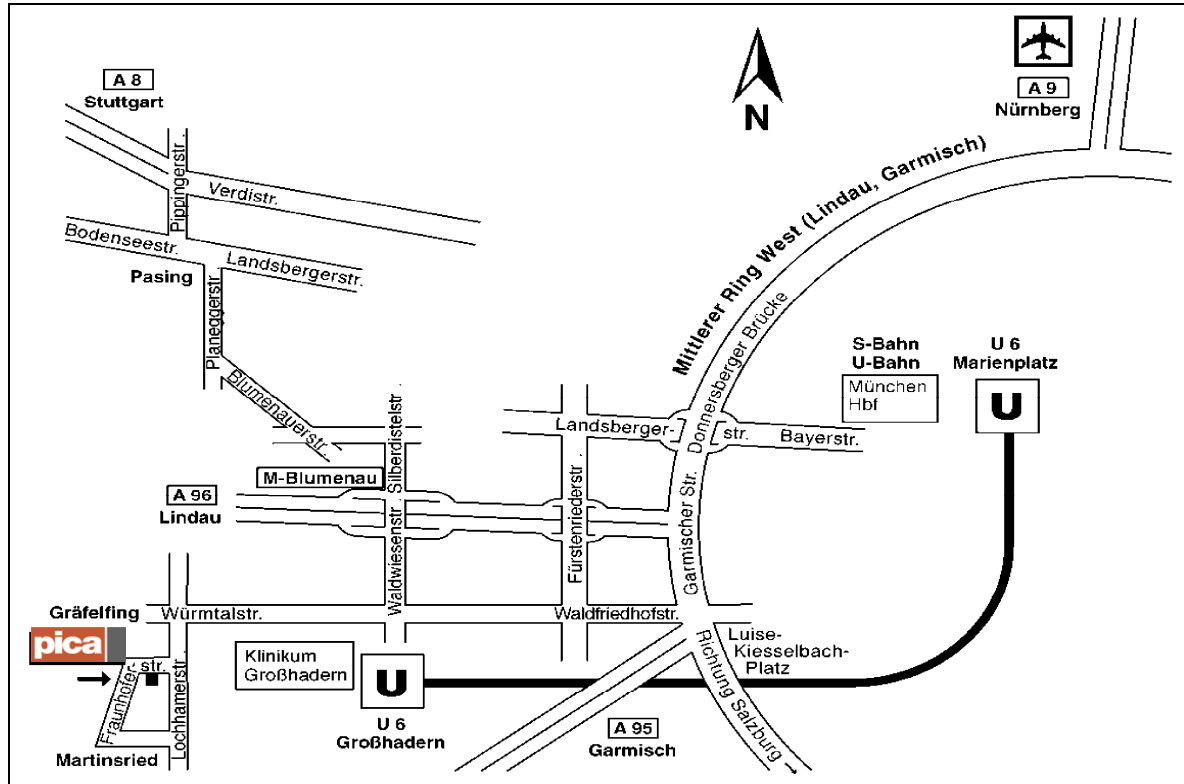 A 8
Stuttgart
A 9
Nürnberg
N
Pippingerstr.
Verdistr.
Bodenseestr.
Landsbergerstr.
Pasing
Planeggerstr.
Blumenauerstr.
Mittlerer Ring West (Lindau, Garmisch)
Donnersberger Brücke
S-Bahn
U-Bahn
München
Hbf
U 6
Marienplatz
U
Silberdistelstr.
Landsberger-
str.
Bayerstr.
M-Blumenau
A 96
Lindau
Waldwiesenstr.
Fürstenriederstr.
Garmischer Str.
Gräfelfing
Würmtalstr.
Waldfriedhofstr.
pica
Fraunhofer-
str.
Lochhamerstr.
Martinsried
Klinikum
Großhadern
U
U 6
Großhadern
Luise-
Kiesselbach-
Platz
Richtung Salzburg
A 95
Garmisch